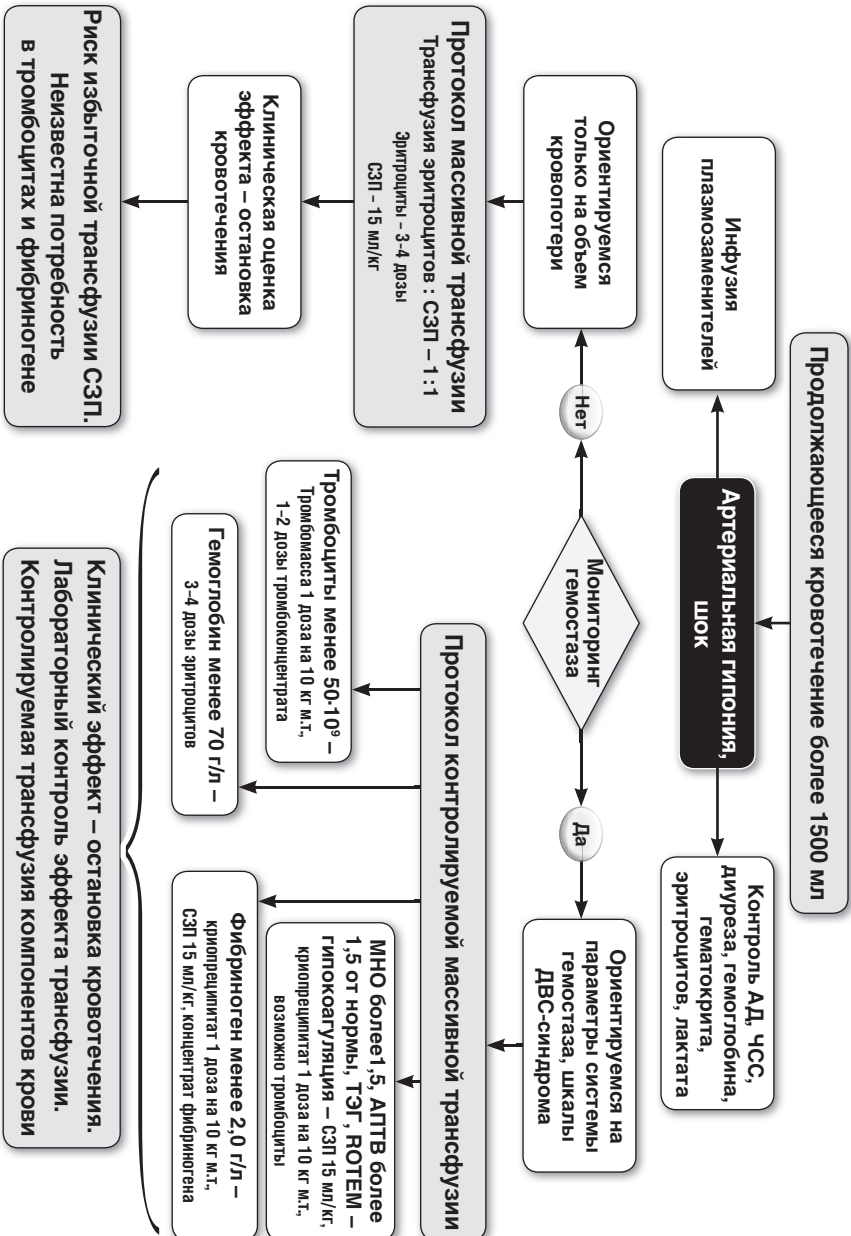 Продолжающееся кровотечение более 1500 мл
Артериальная гипония,
шок
Инфузия
плазмозаменителей
Контроль АД, ЧСС,
диуреза, гемоглобина,
гематокрита,
эритроцитов, лактата
Мониторинг
гемостаза
Нет
Да
Ориентируемся
только на объем
кровопотери
Ориентируемся на
параметры системы
гемостаза, шкалы
ДВС-синдрома
Протокол массивной трансфузии
Трансфузия эритроцитов : СЗП – 1:1
Эритроциты – 3-4 дозы
СЗП – 15 мл/кг
Клиническая оценка
эффекта – остановка
кровотечения
Риск избыточной трансфузии СЗП.
Неизвестна потребность
в тромбоцитах и фибриногене
Протокол контролируемой массивной трансфузии
Тромбоциты менее 50·10⁹ –
Тромбомасса 1 доза на 10 кг м.т.,
1-2 дозы тромбоконцентрата
МНО более1,5, АПТВ более
1,5 от нормы, ТЭГ, ROTEM –
гипокоагуляция – СЗП 15 мл/кг,
криопреципитат 1 доза на 10 кг м.т.,
возможно тромбоциты
Гемоглобин менее 70 г/л –
3-4 дозы эритроцитов
Фибриноген менее 2,0 г/л –
криопреципитат 1 доза на 10 кг м.т.,
СЗП 15 мл/кг, концентрат фибриногена
Клинический эффект – остановка кровотечения.
Лабораторный контроль эффекта трансфузии.
Контролируемая трансфузия компонентов крови